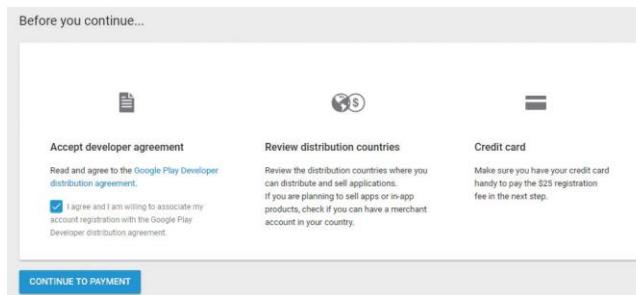 Before you continue...
$
Accept developer agreement
Read and agree to the Google Play Developer
distribution agreement.
I agree and I am willing to associate my
account registration with the Google Play
Developer distribution agreement.
Review distribution countries
Review the distribution countries where you
can distribute and sell applications.
If you are planning to sell apps or in-app
products, check if you can have a merchant
account in your country.
Credit card
Make sure you have your credit card
handy to pay the $25 registration
fee in the next step.
CONTINUE TO PAYMENT